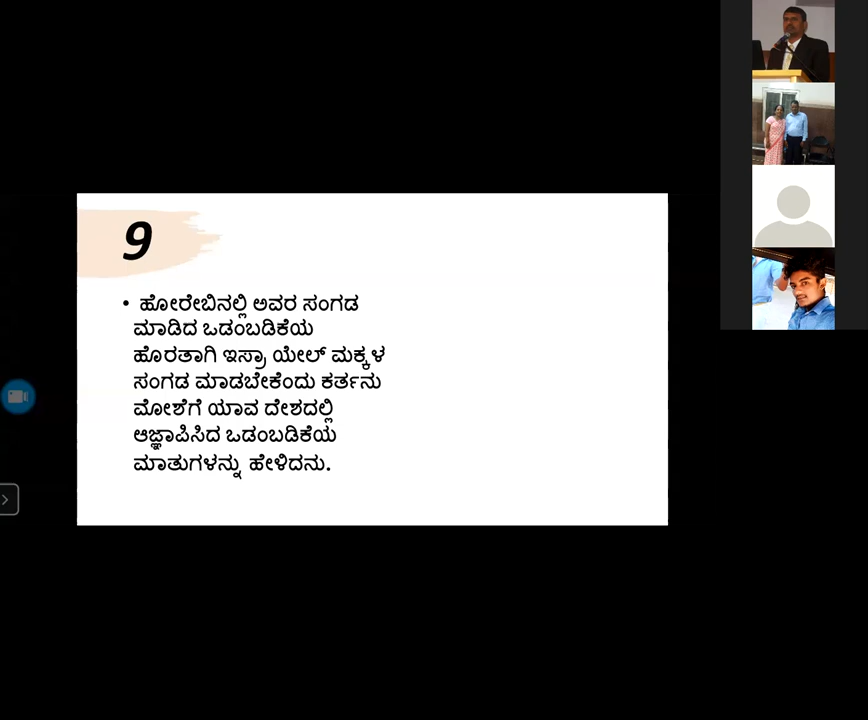 9
• ಹೋರೇಬಿನಲ್ಲಿ ಅವರ ಸಂಗಡ
ಮಾಡಿದ ಒಡಂಬಡಿಕೆಯ
ಹೊರತಾಗಿ ಇಸ್ರಾ ಯೇಲ್ ಮಕ್ಕಳ
ಸಂಗಡ ಮಾಡಬೇಕೆಂದು ಕರ್ತನು
ಮೋಶೆಗೆ ಯಾವ ದೇಶದಲ್ಲಿ
ಆಜ್ಞಾಪಿಸಿದ ಒಡಂಬಡಿಕೆಯ
ಮಾತುಗಳನ್ನು ಹೇಳಿದನು.